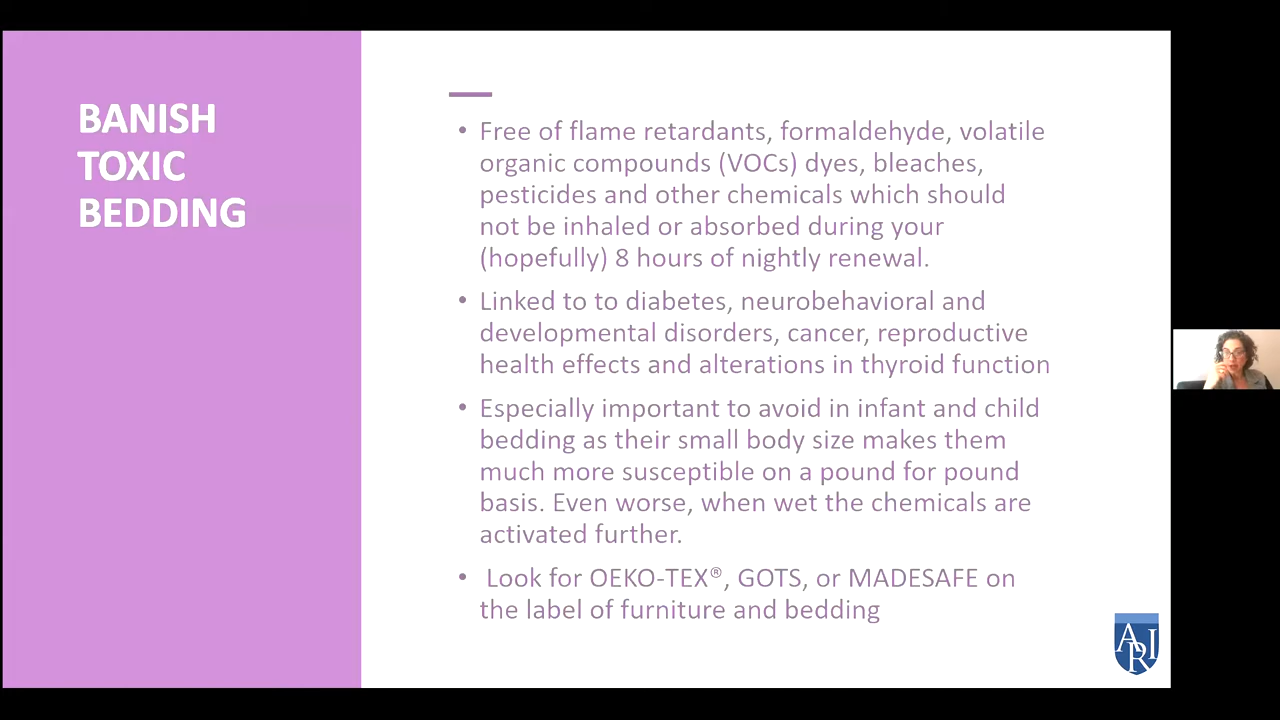 BANISH
TOXIC
BEDDING
• Free of flame retardants, formaldehyde, volatile
organic compounds (VOCs) dyes, bleaches,
pesticides and other chemicals which should
not be inhaled or absorbed during your
(hopefully) 8 hours of nightly renewal.
• Linked to to diabetes, neurobehavioral and
developmental disorders, cancer, reproductive
health effects and alterations in thyroid function
• Especially important to avoid in infant and child
bedding as their small body size makes them
much more susceptible on a pound for pound
basis. Even worse, when wet the chemicals are
activated further.
• Look for OEKO-TEX®, GOTS, or MADESAFE on
the label of furniture and bedding
ARI